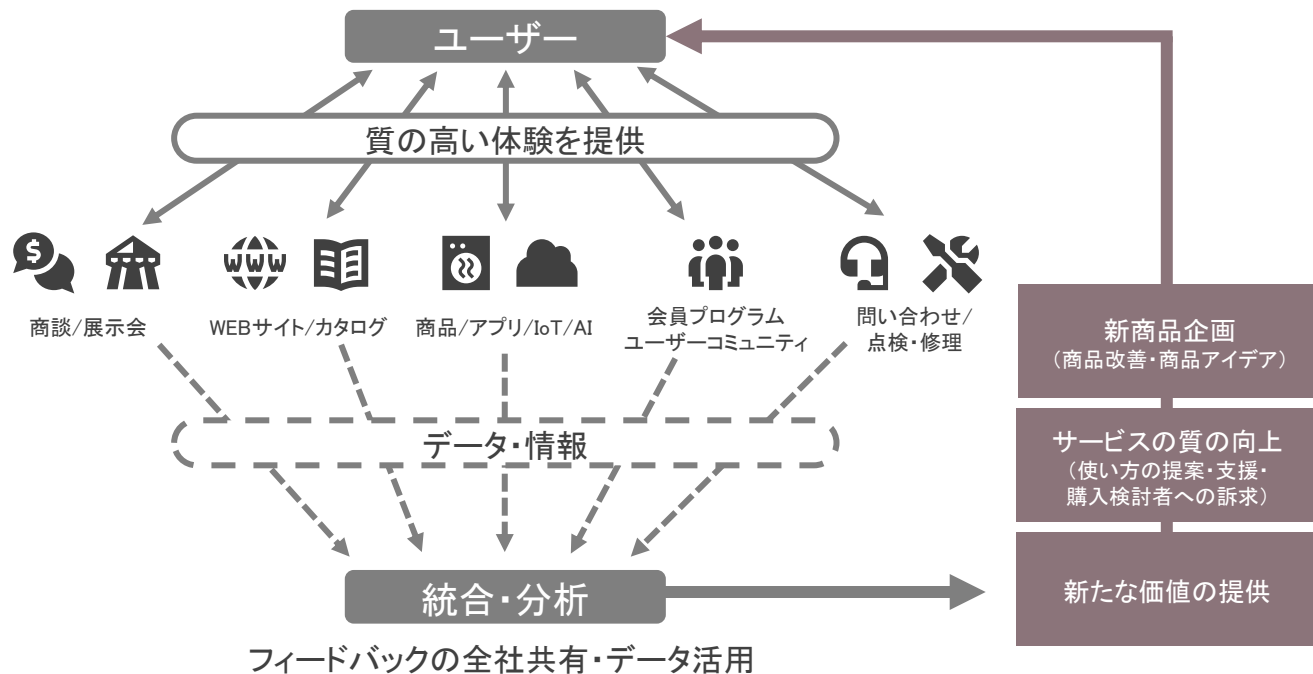 ユーザー
質の高い体験を提供
$
WWW
商談/展示会
WEBサイト/カタログ
商品/アプリ/IoT/AI
会員プログラム
ユーザーコミュニティ
問い合わせ/
点検・修理
データ・情報
統合・分析
フィードバックの全社共有・データ活用
新商品企画
（商品改善・商品アイデア）
サービスの質の向上
（使い方の提案・支援・
購入検討者への訴求）
新たな価値の提供